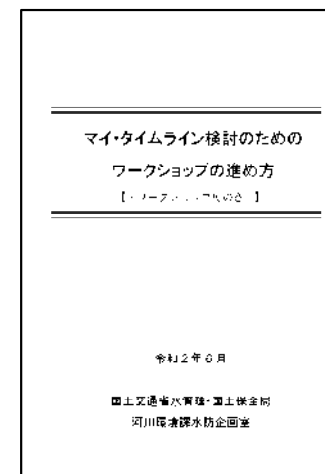 マイ・タイムライン検討のための
ワークショップの進め方
令和2年6月
国土交通省水管理・国土保全局
河川環境課水防企画室